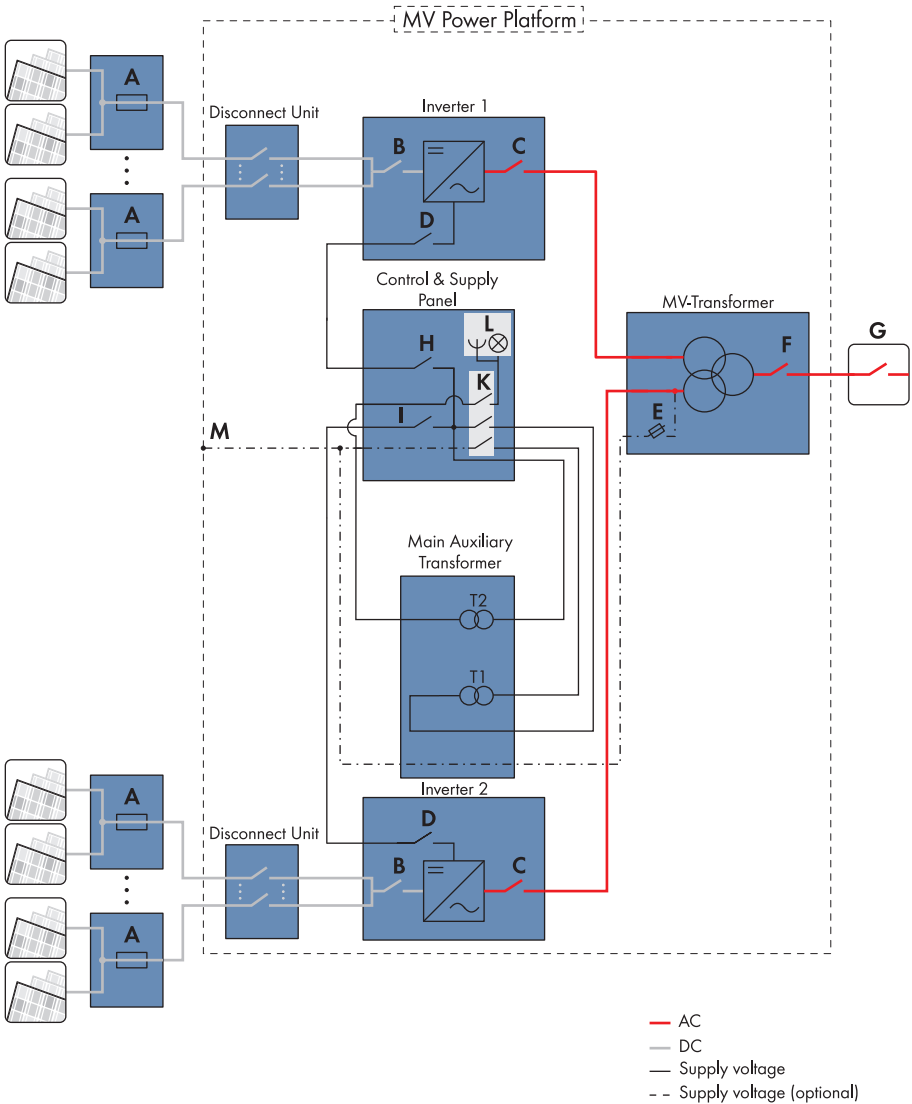 MV Power Platform
A
Disconnect Unit
Inverter 1
B
C
A
D
Control & Supply
Panel
MV-Transformer
L
H
F
G
K
I
E
M
Main Auxiliary
Transformer
T2
T1
Inverter 2
A
D
Disconnect Unit
B
C
A
AC
DC
Supply voltage
Supply voltage (optional)